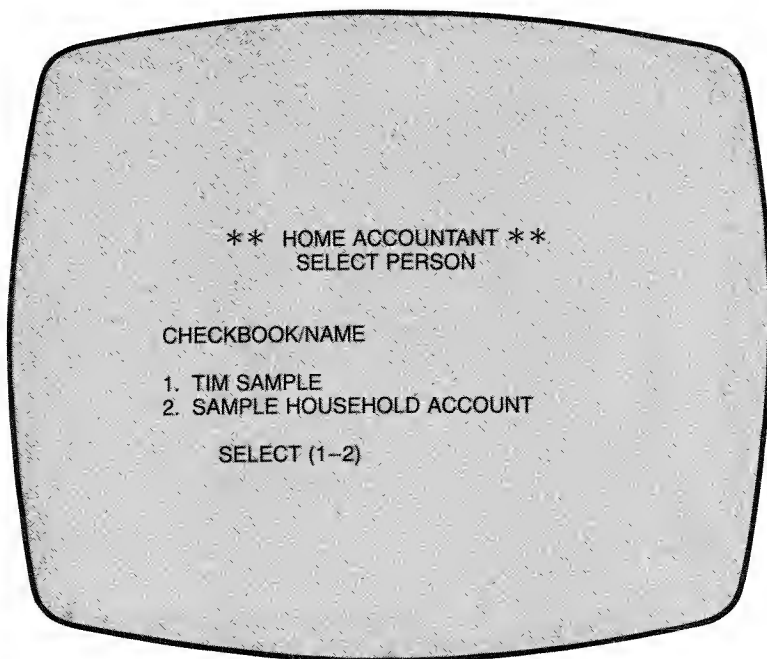 ** HOME ACCOUNTANT **
SELECT PERSON
CHECKBOOK/NAME
1. TIM SAMPLE
2. SAMPLE HOUSEHOLD ACCOUNT
SELECT (1–2)